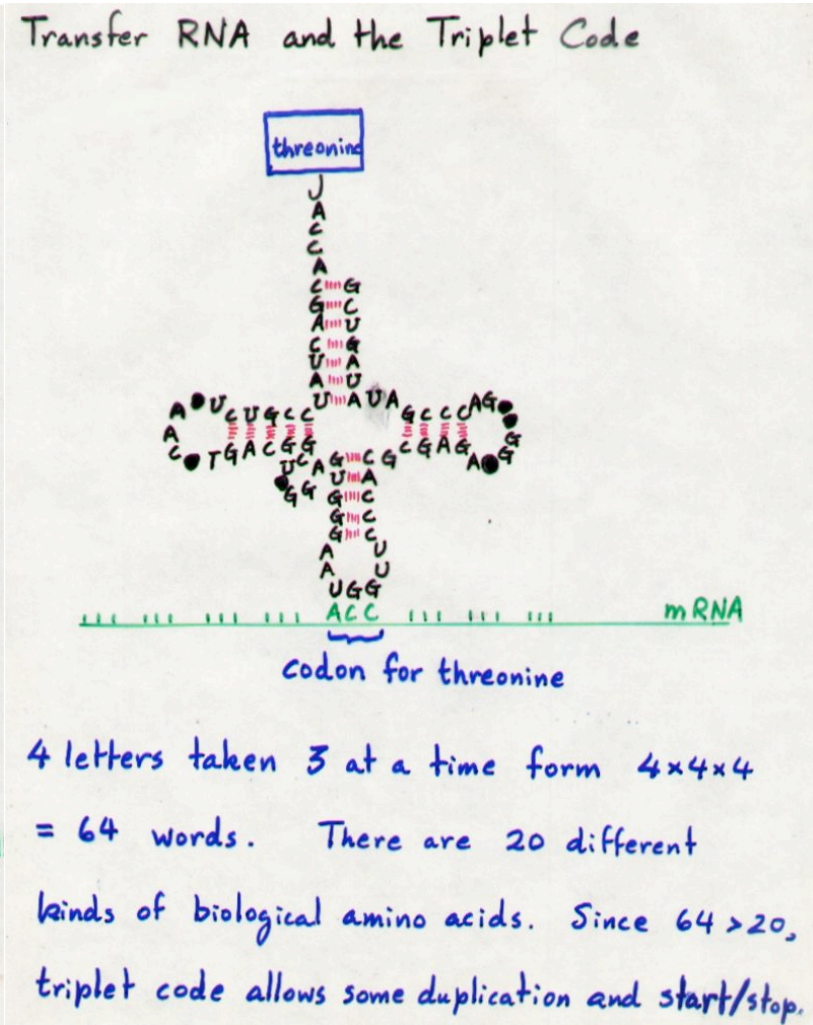 Transfer RNA and the Triplet Code
threonine
A
C
C
A
C G
G C
A U
C G
U A
A U
U A U A
A U C U G C C G C C C A G
A G
C T G A C G G C G A G A G
U C A G C G
G G U A
G C
G C
G C
A U
A U
U G G
A C C mRNA
codon for threonine
4 letters taken 3 at a time form 4×4×4
= 64 words. There are 20 different
kinds of biological amino acids. Since 64 > 20,
triplet code allows some duplication and start/stop.